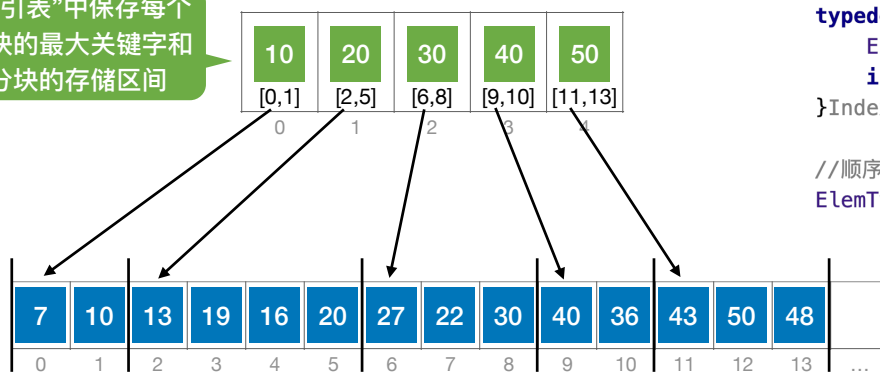 引表”中保存每个
块的最大关键字和
分块的存储区间
10 20 30 40 50
[0,1] [2,5] [6,8] [9,10] [11,13]
0 1 2 3 4
typed
E
i
}Inde
//顺序
ElemT
7 10 13 19 16 20 27 22 30 40 36 43 50 48
0 1 2 3 4 5 6 7 8 9 10 11 12 13 ...